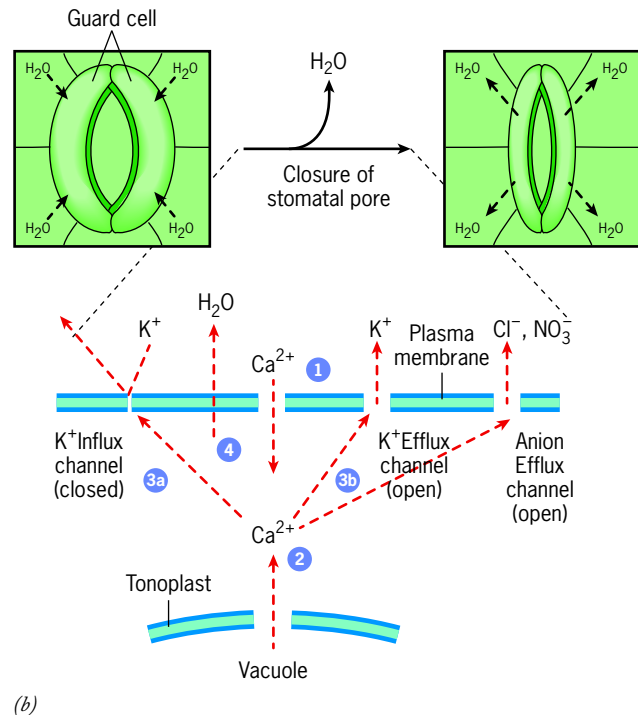 Guard cell
H₂O
H₂O
H₂O
H₂O
H₂O
Closure of
stomatal pore
H₂O
H₂O
H₂O
H₂O
K⁺
H₂O
Ca²⁺
1
K⁺
Plasma
membrane
Cl⁻, NO₃⁻
K⁺Influx
channel
(closed)
3a
4
3b
K⁺Efflux
channel
(open)
Anion
Efflux
channel
(open)
Ca²⁺
2
Tonoplast
Vacuole
(b)